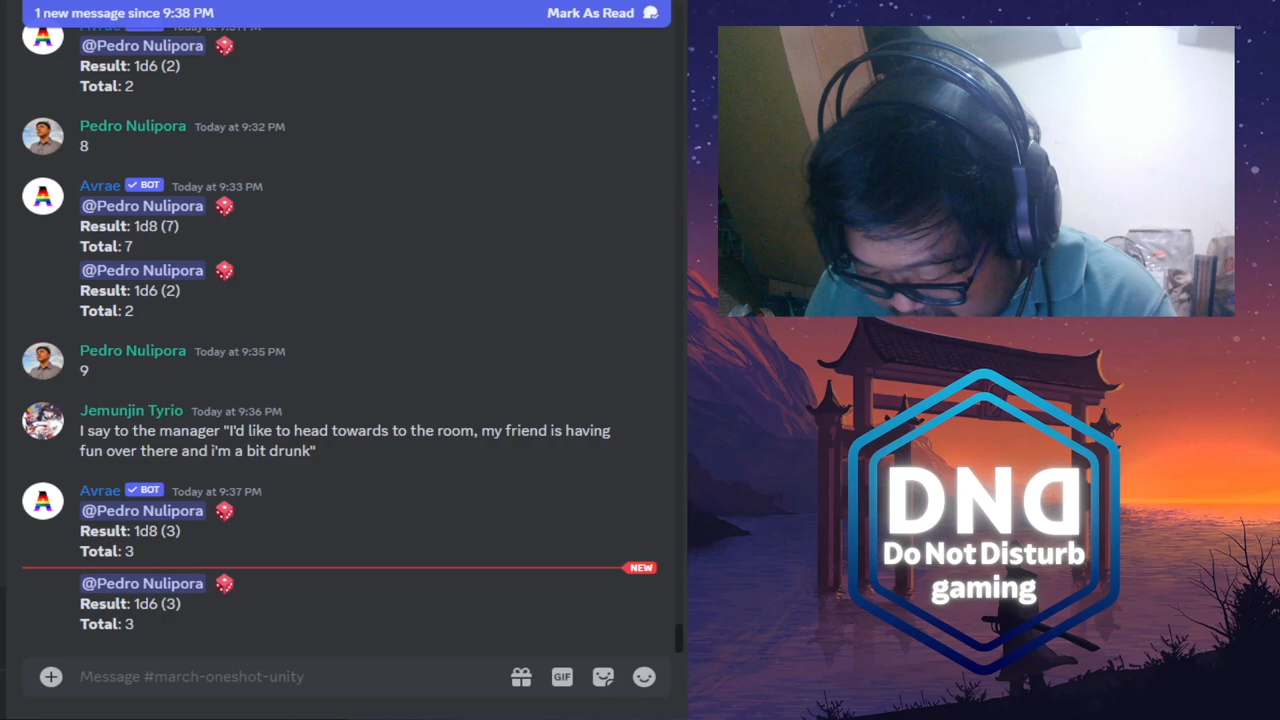 1 new message since 9:38 PM
Mark As Read
@Pedro Nulipora
Result: 1d6 (2)
Total: 2
Pedro Nulipora Today at 9:32 PM
8
Avrae BOT Today at 9:33 PM
@Pedro Nulipora
Result: 1d8 (7)
Total: 7
@Pedro Nulipora
Result: 1d6 (2)
Total: 2
Pedro Nulipora Today at 9:35 PM
9
Jemunjin Tyrio Today at 9:36 PM
I say to the manager "I'd like to head towards to the room, my friend is having
fun over there and i'm a bit drunk"
Avrae BOT Today at 9:37 PM
@Pedro Nulipora
Result: 1d8 (3)
Total: 3
NEW
@Pedro Nulipora
Result: 1d6 (3)
Total: 3
Message #march-oneshot-unity
GIF
DND
Do Not Disturb
gaming